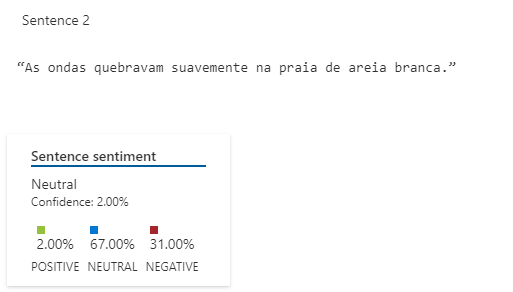 Sentence 2
“As ondas quebravam suavemente na praia de areia branca.”
Sentence sentiment
Neutral
Confidence: 2.00%
2.00% 67.00% 31.00%
POSITIVE NEUTRAL NEGATIVE